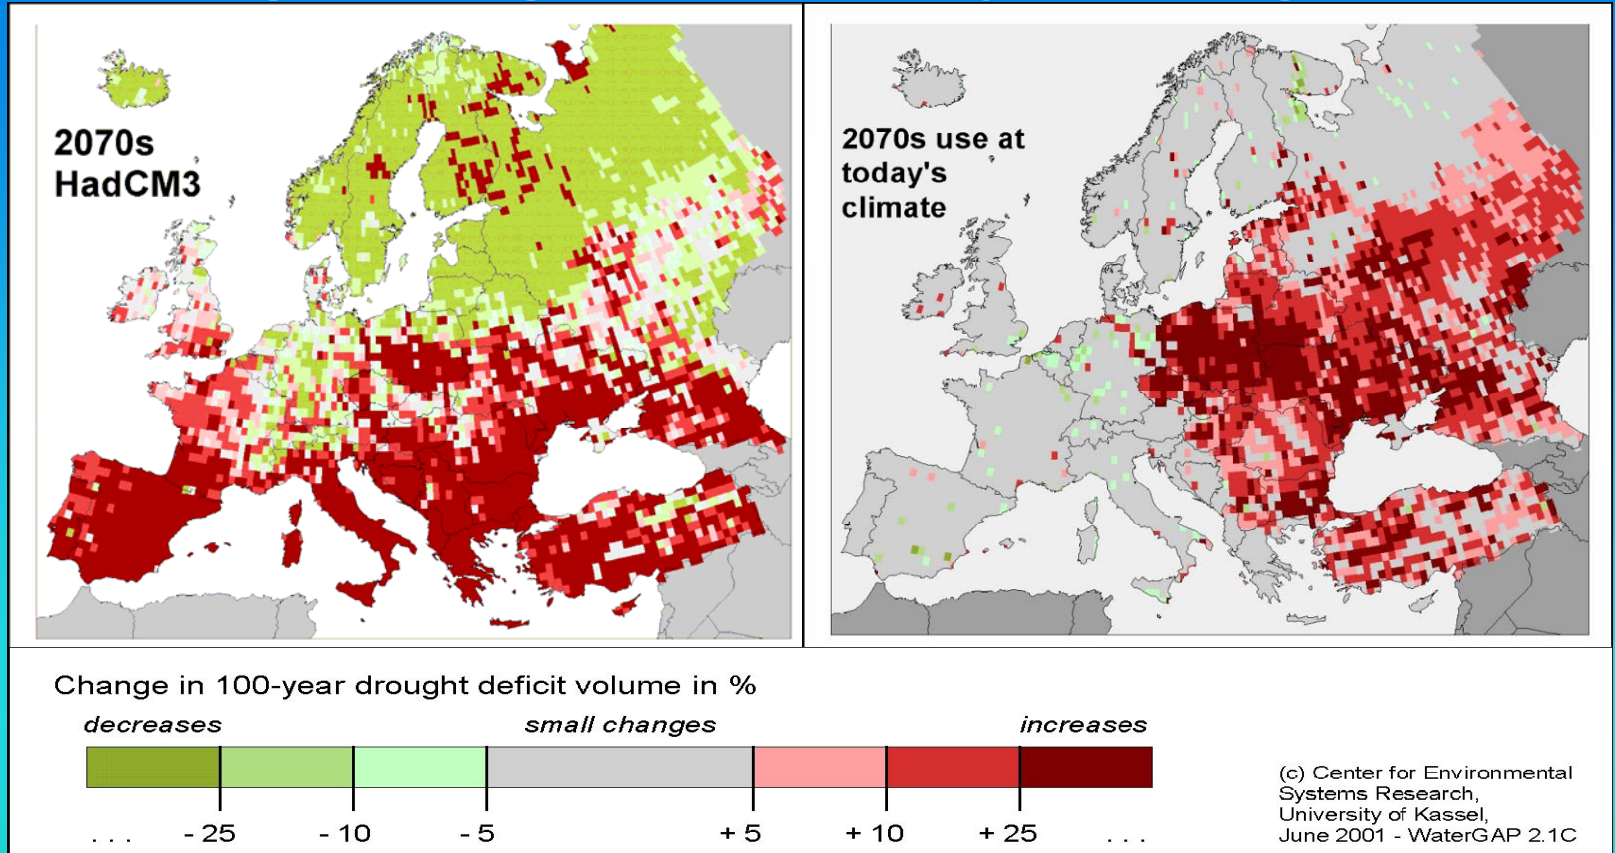 2070s
HadCM3
2070s use at
today's
climate
Change in 100-year drought deficit volume in %
decreases small changes increases
... - 25 - 10 - 5 + 5 + 10 + 25 ...
(c) Center for Environmental
Systems Research,
University of Kassel,
June 2001 - WaterGAP 2.1C